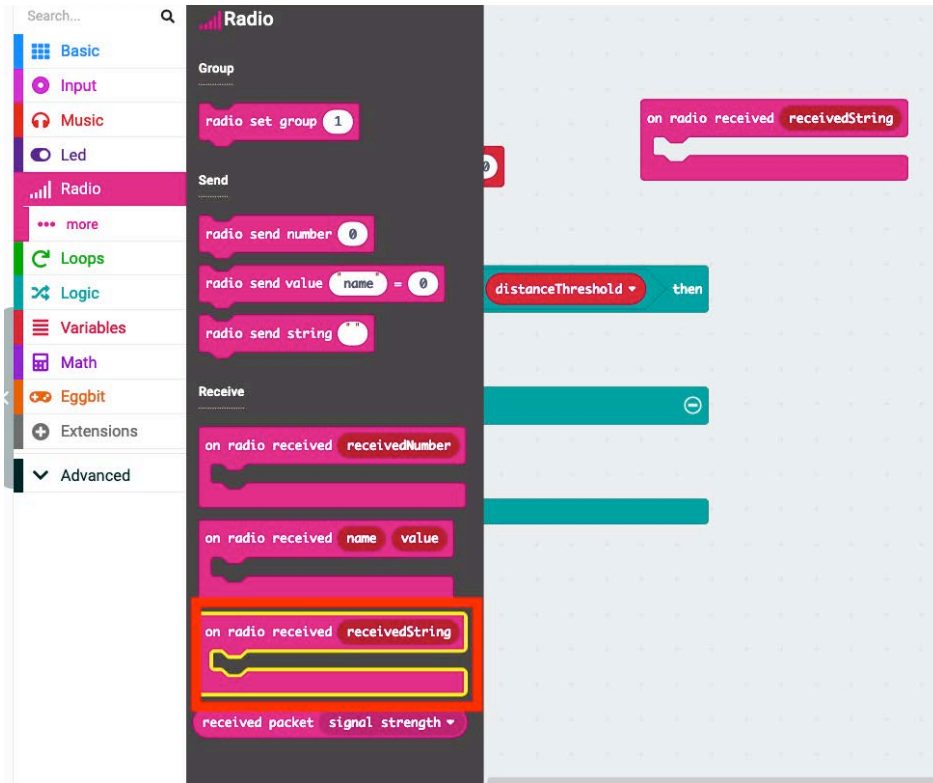 Search...
Basic
Input
Music
Led
Radio
more
Loops
Logic
Variables
Math
Eggbit
Extensions
Advanced
Radio
Group
radio set group 1
Send
radio send number 0
radio send value "name" = 0
radio send string " "
Receive
on radio received receivedNumber
on radio received name value
on radio received receivedString
received packet signal strength
on radio received receivedString
0
distanceThreshold then